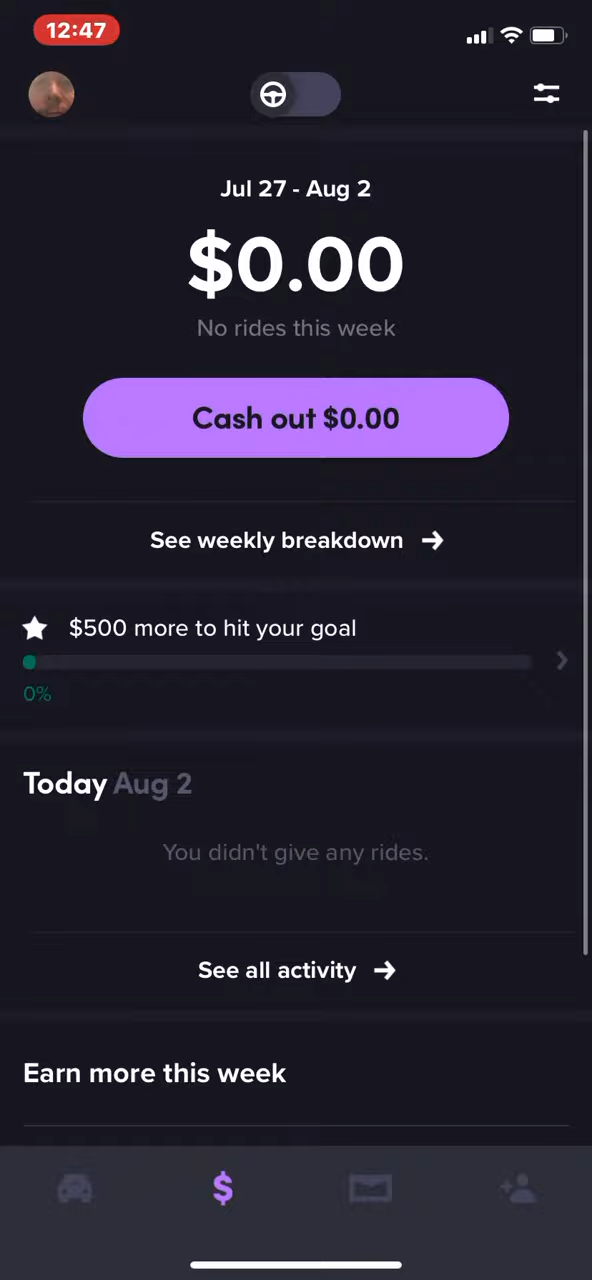 12:47
Jul 27 - Aug 2
$0.00
No rides this week
Cash out $0.00
See weekly breakdown
$500 more to hit your goal
0%
Today Aug 2
You didn't give any rides.
See all activity
Earn more this week
$